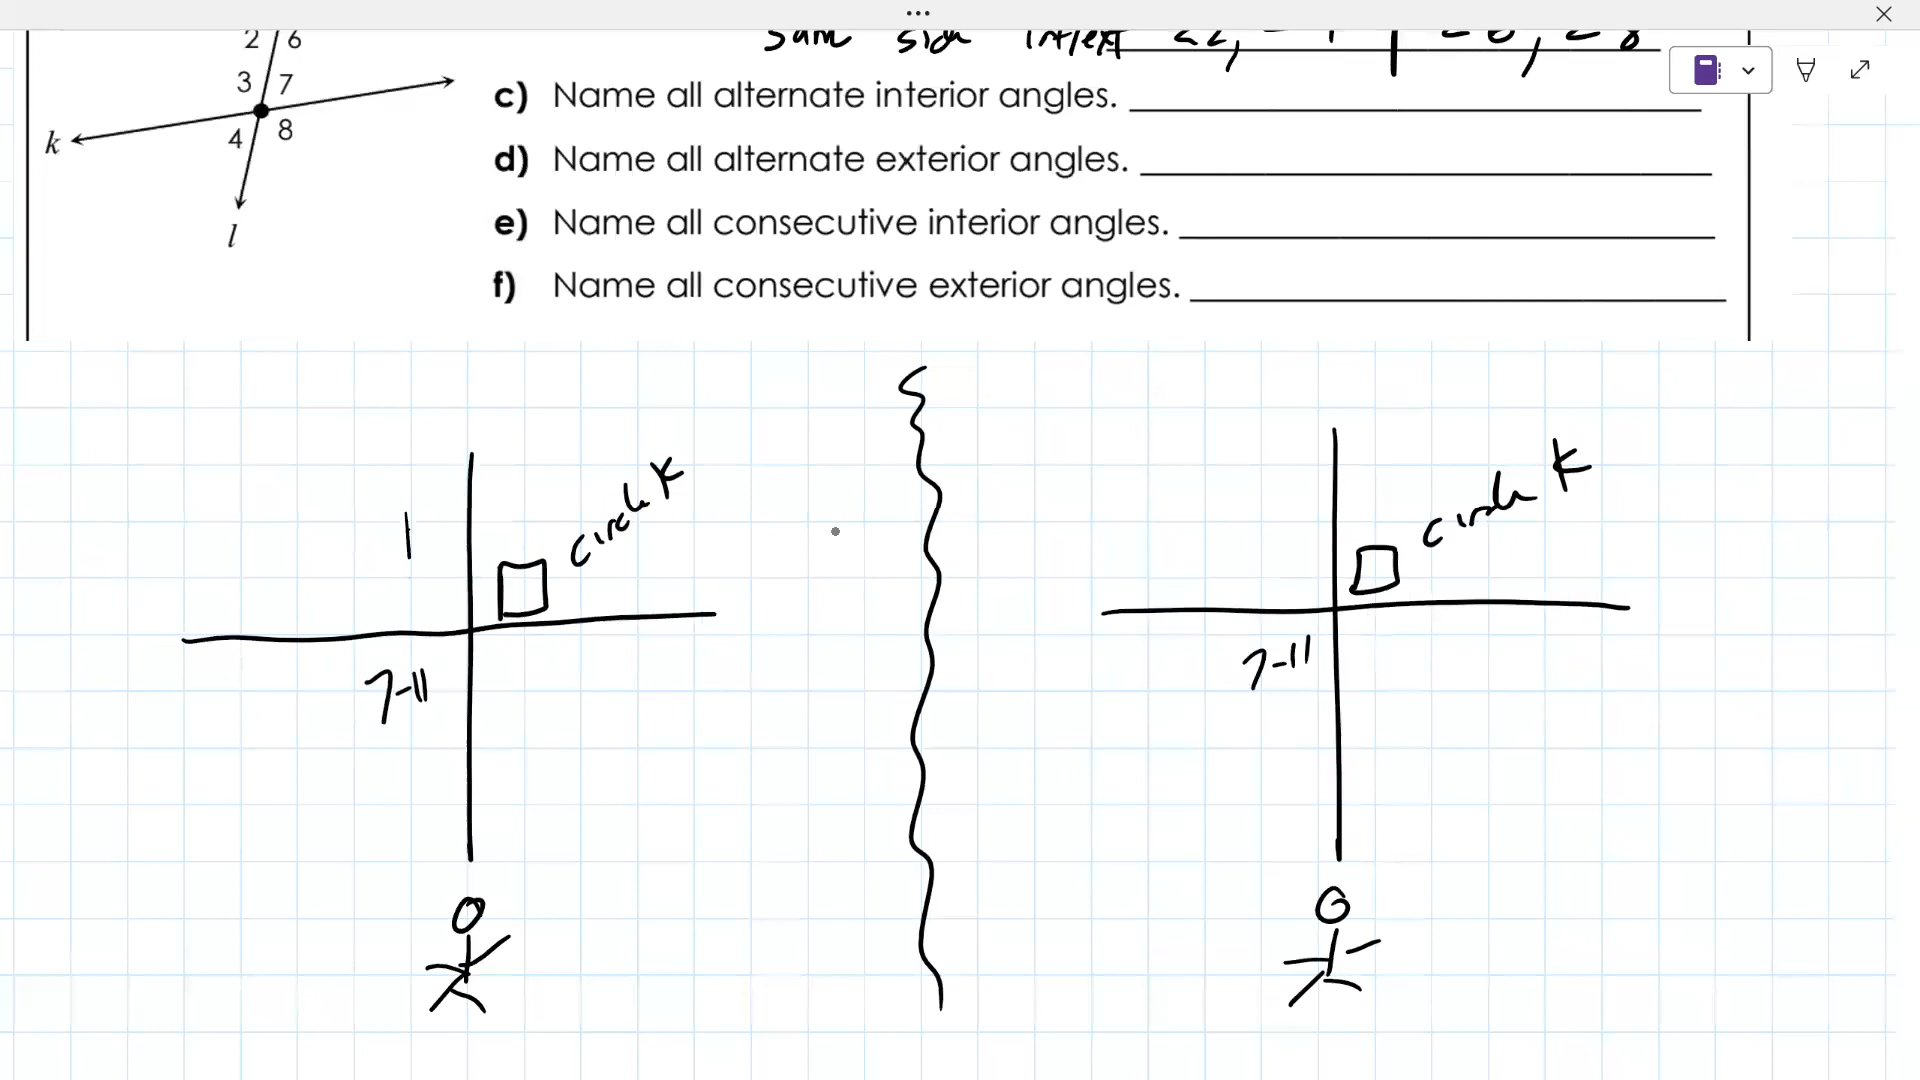 2 6
3 7
k 4 8
l
c) Name all alternate interior angles.
d) Name all alternate exterior angles.
e) Name all consecutive interior angles.
f) Name all consecutive exterior angles.
circle K
7-11
circle K
7-11